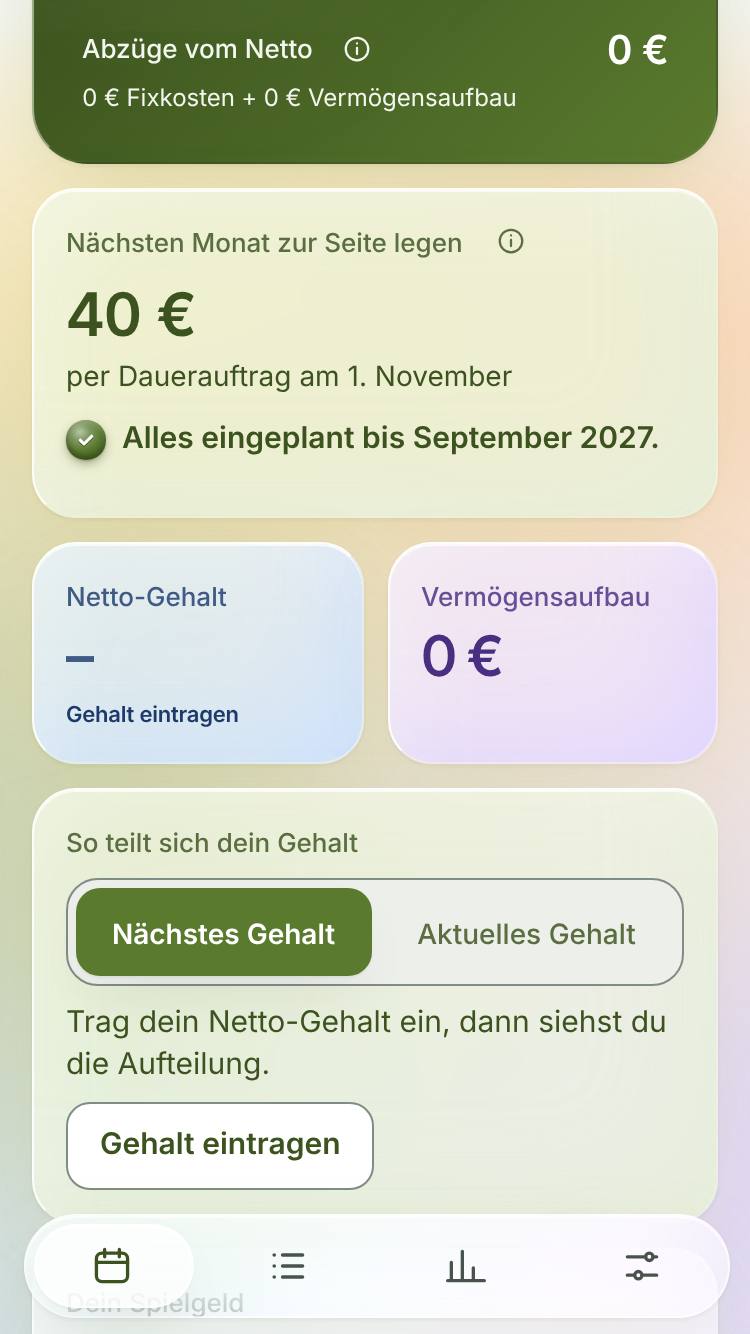 Abzüge vom Netto
0 €
0 € Fixkosten + 0 € Vermögensaufbau
Nächsten Monat zur Seite legen
40 €
per Dauerauftrag am 1. November
Alles eingeplant bis September 2027.
Netto-Gehalt
–
Gehalt eintragen
Vermögensaufbau
0 €
So teilt sich dein Gehalt
Nächstes Gehalt
Aktuelles Gehalt
Trag dein Netto-Gehalt ein, dann siehst du
die Aufteilung.
Gehalt eintragen
Dein Spielgeld